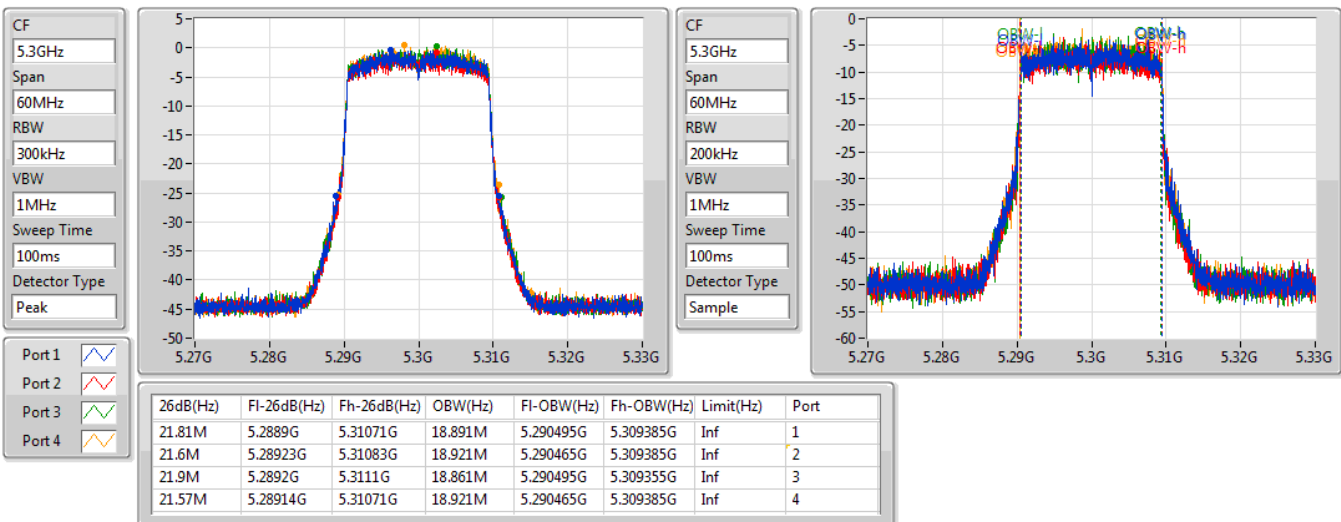 CF
5.3GHz
Span
60MHz
RBW
300kHz
VBW
1MHz
Sweep Time
100ms
Detector Type
Peak
5
0
-5
-10
-15
-20
-25
-30
-35
-40
-45
-50
5.27G 5.28G 5.29G 5.3G 5.31G 5.32G 5.33G
CF
5.3GHz
Span
60MHz
RBW
200kHz
VBW
1MHz
Sweep Time
100ms
Detector Type
Sample
0
-5
-10
-15
-20
-25
-30
-35
-40
-45
-50
-55
-60
OBW-l OBW-h
OBW-l OBW-h
5.27G 5.28G 5.29G 5.3G 5.31G 5.32G 5.33G
Port 1
Port 2
Port 3
Port 4
26dB(Hz) Fl-26dB(Hz) Fh-26dB(Hz) OBW(Hz) Fl-OBW(Hz) Fh-OBW(Hz) Limit(Hz) Port
21.81M 5.2889G 5.31071G 18.891M 5.290495G 5.309385G Inf 1
21.6M 5.28923G 5.31083G 18.921M 5.290465G 5.309385G Inf 2
21.9M 5.2892G 5.3111G 18.861M 5.290495G 5.309355G Inf 3
21.57M 5.28914G 5.31071G 18.921M 5.290465G 5.309385G Inf 4